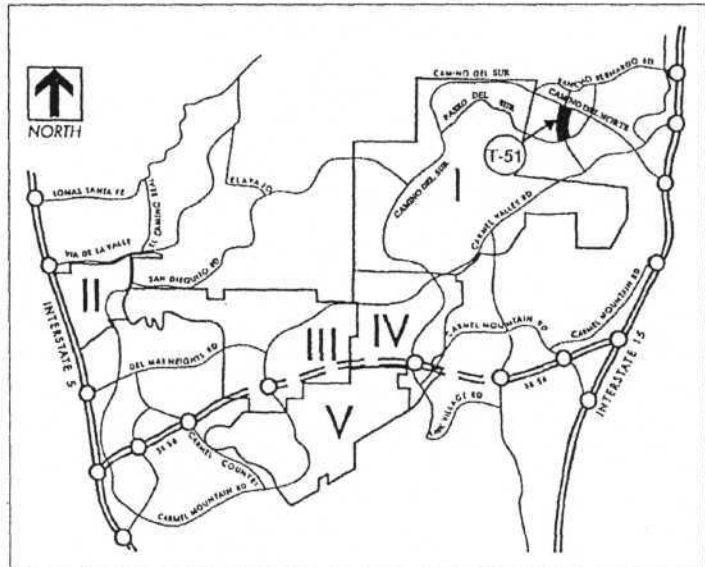 NORTH
CAMINO DEL SUR
RANCHO BERNARDO RD
CAMINO DEL NORTE
PASEO DEL SUR
T-51
LOMAS SANTA FE
EL CAMINO REAL
EL APAJO
CAMINO DEL SUR
I
CARMEL VALLEY RD
VIA DE LA VALLE
SAN DIEGUITO RD
II
INTERSTATE 5
DEL MAR HEIGHTS RD
III
IV
CARMEL MOUNTAIN RD
CARMEL MOUNTAIN RD
INTERSTATE 15
SR 56
V
VILLAGE RD
SR 56
CARMEL COUNTRY
CARMEL MOUNTAIN RD